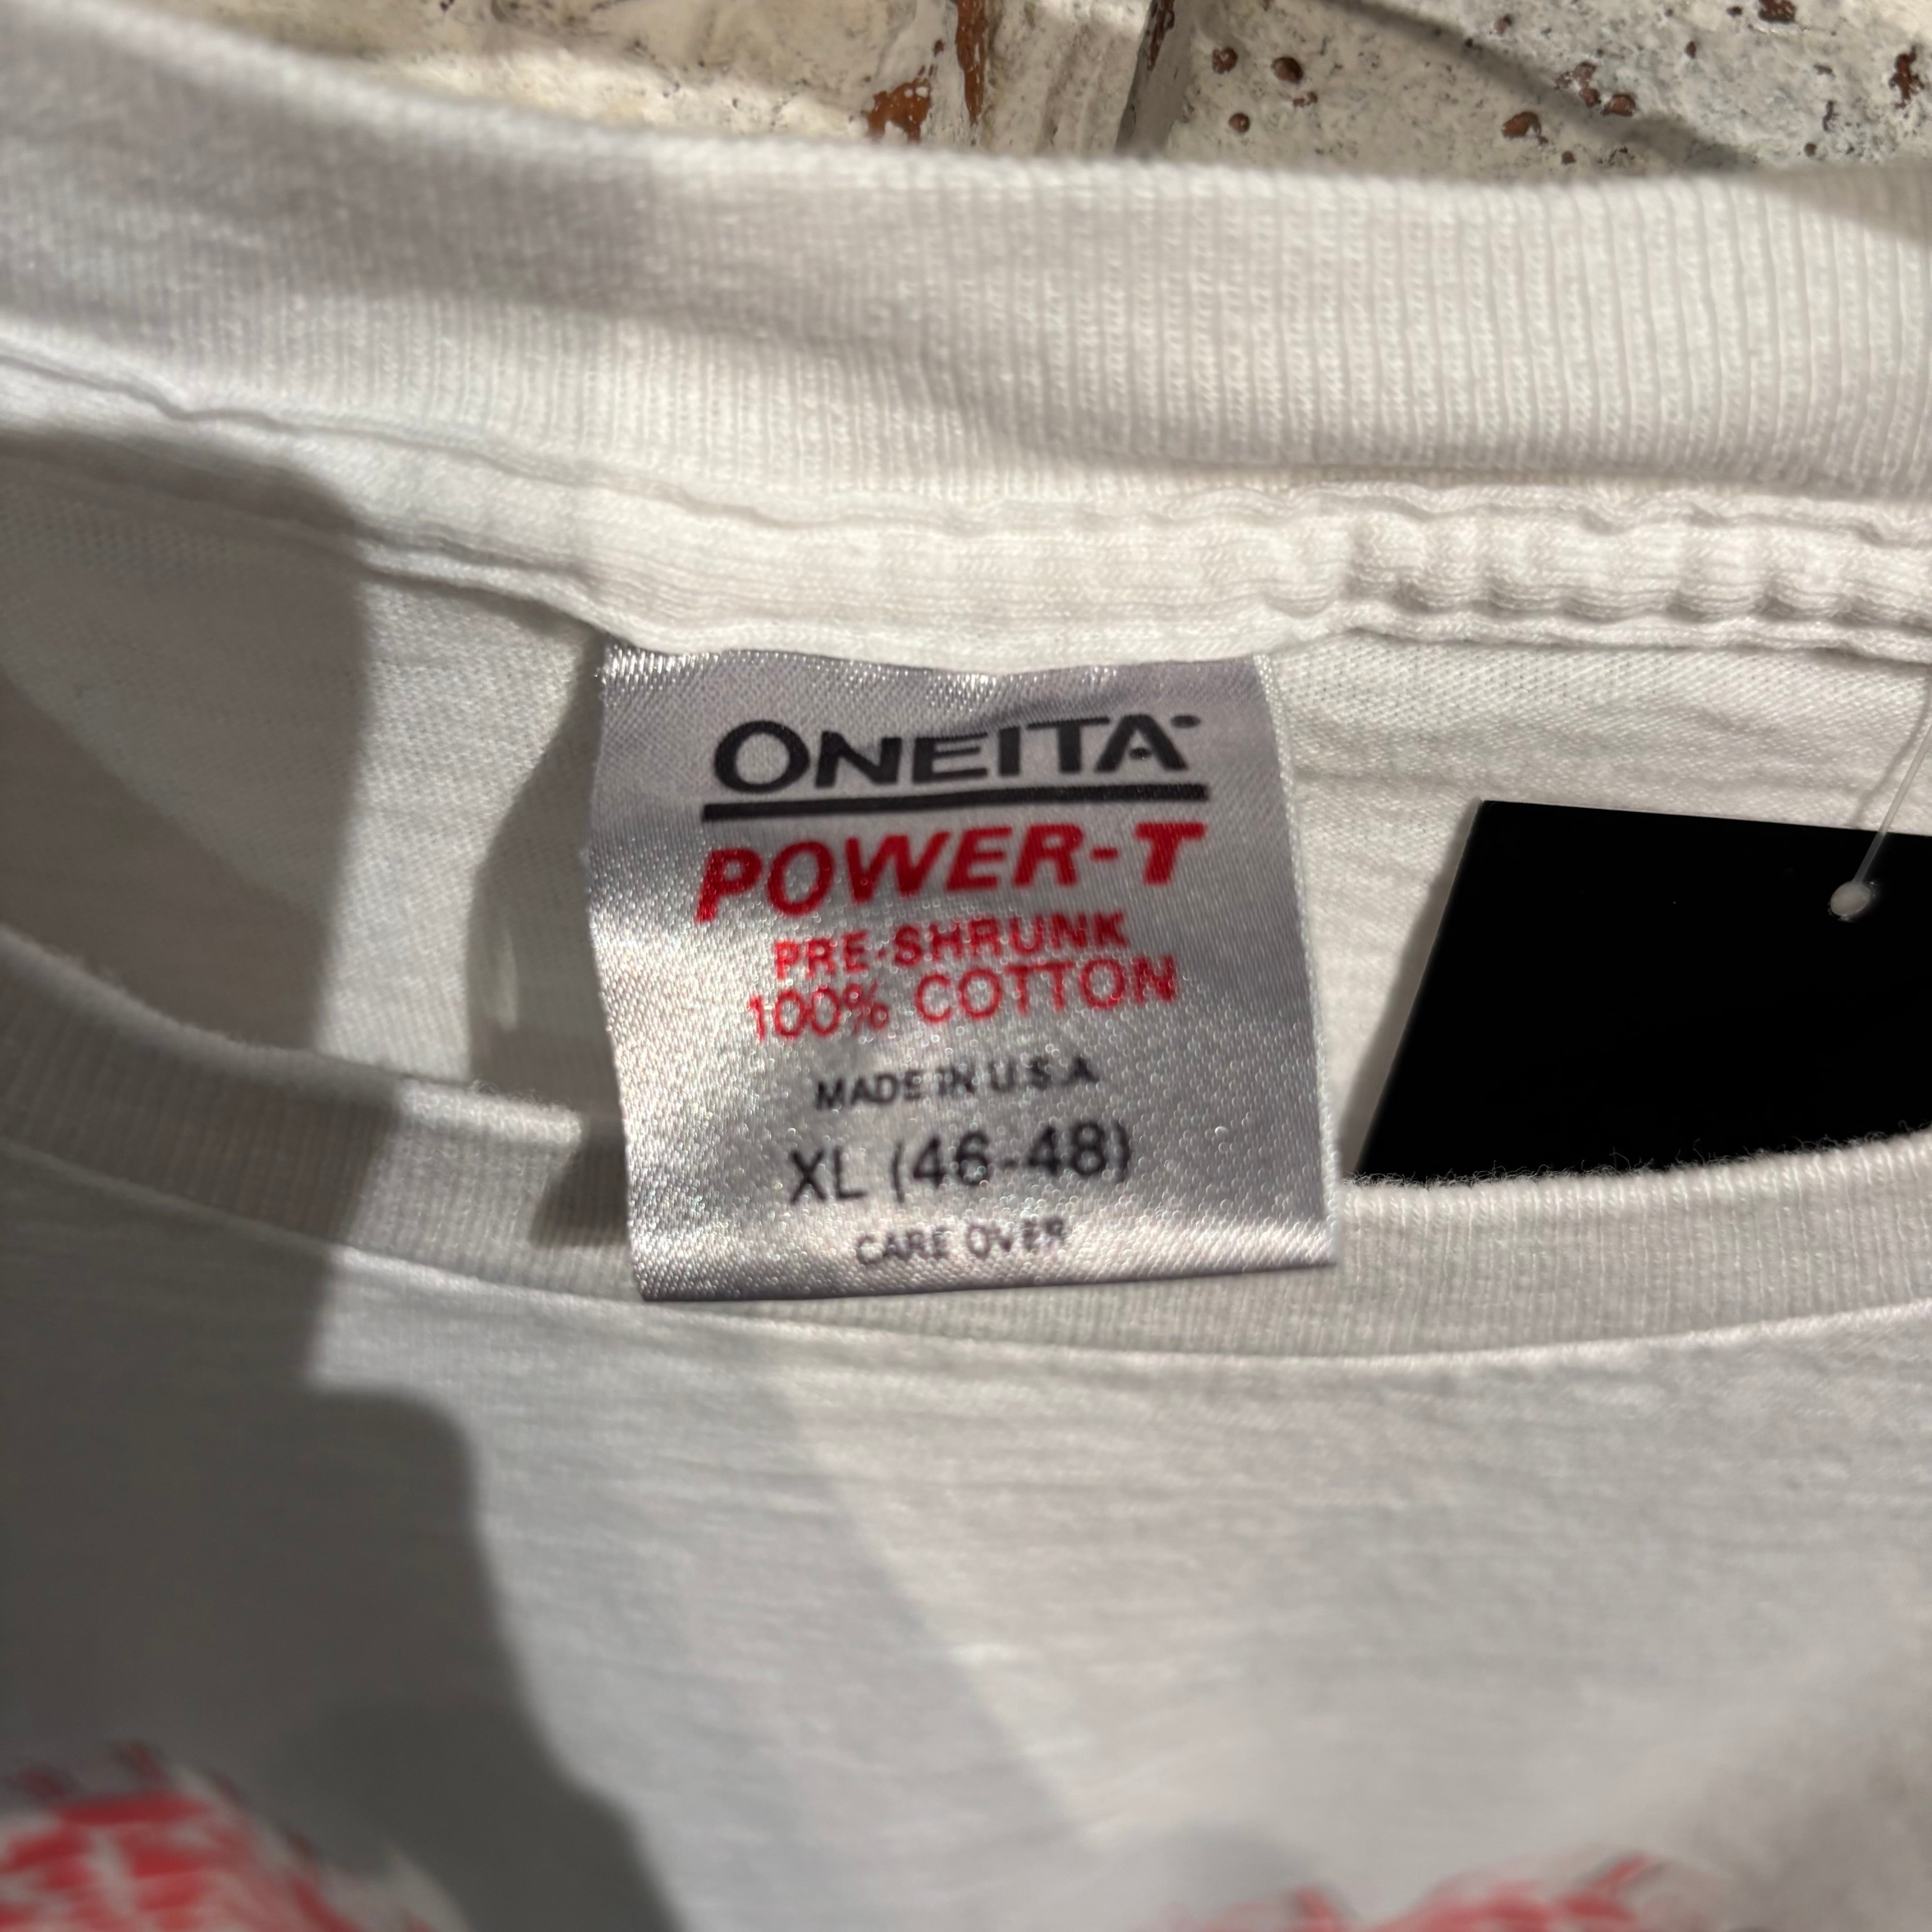 ONEITA
POWER-T
PRE-SHRUNK
100% COTTON
MADE IN U.S.A.
XL (46-48)
CARE OVER